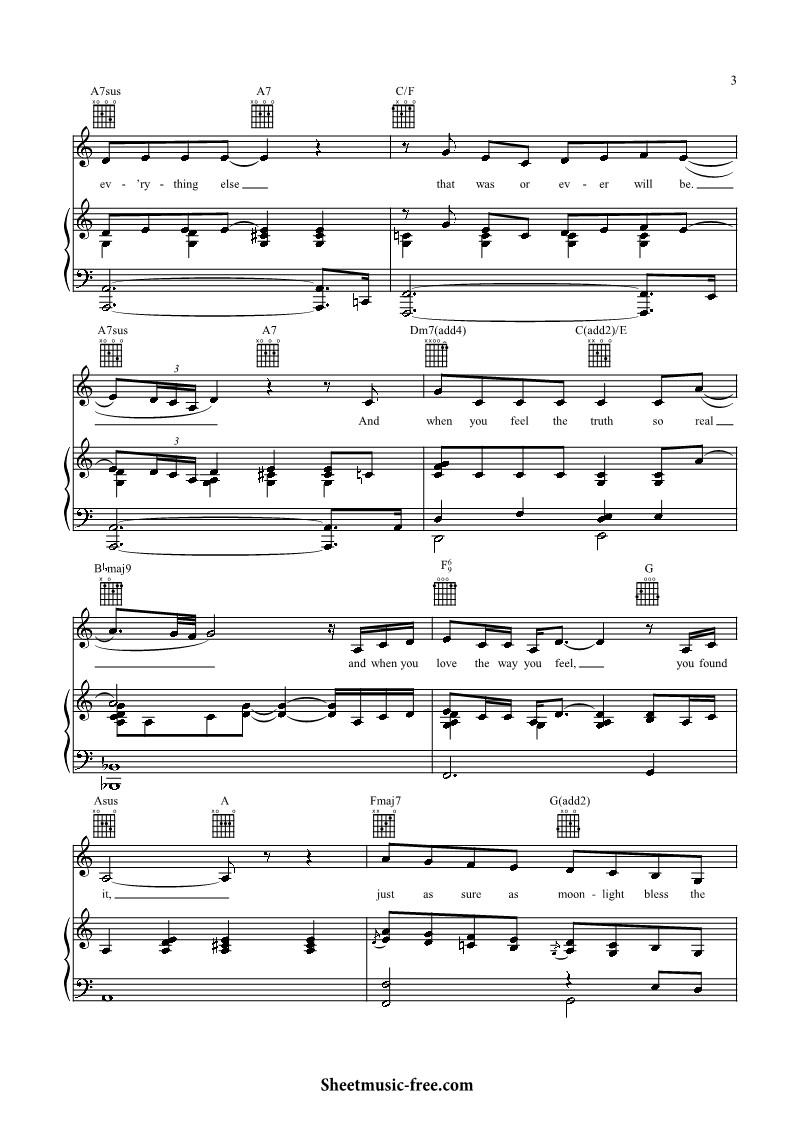 3
A7sus A7 C/F
ev - 'ry - thing else that was or ev - er will be.
A7sus A7 Dm7(add4) C(add2)/E
3
And when you feel the truth so real
3
B♭maj9 F6/9 G
and when you love the way you feel, you found
Asus A Fmaj7 G(add2)
it, just as sure as moon - light bless the
Sheetmusic-free.com